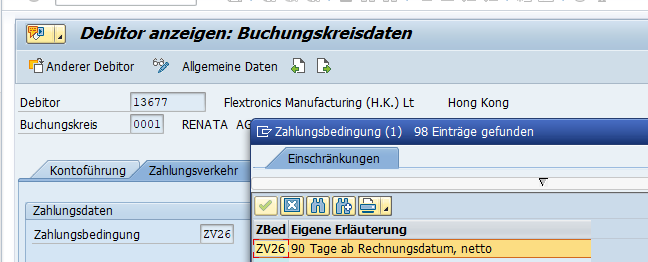 Debitor anzeigen: Buchungskreisdaten
Anderer Debitor Allgemeine Daten
Debitor 13677 Flextronics Manufacturing (H.K.) Lt Hong Kong
Buchungskreis 0001 RENATA AG
Zahlungsbedingung (1) 98 Einträge gefunden
Einschränkungen
Kontoführung Zahlungsverkehr
Zahlungsdaten
Zahlungsbedingung ZV26
ZBed Eigene Erläuterung
ZV26 90 Tage ab Rechnungsdatum, netto